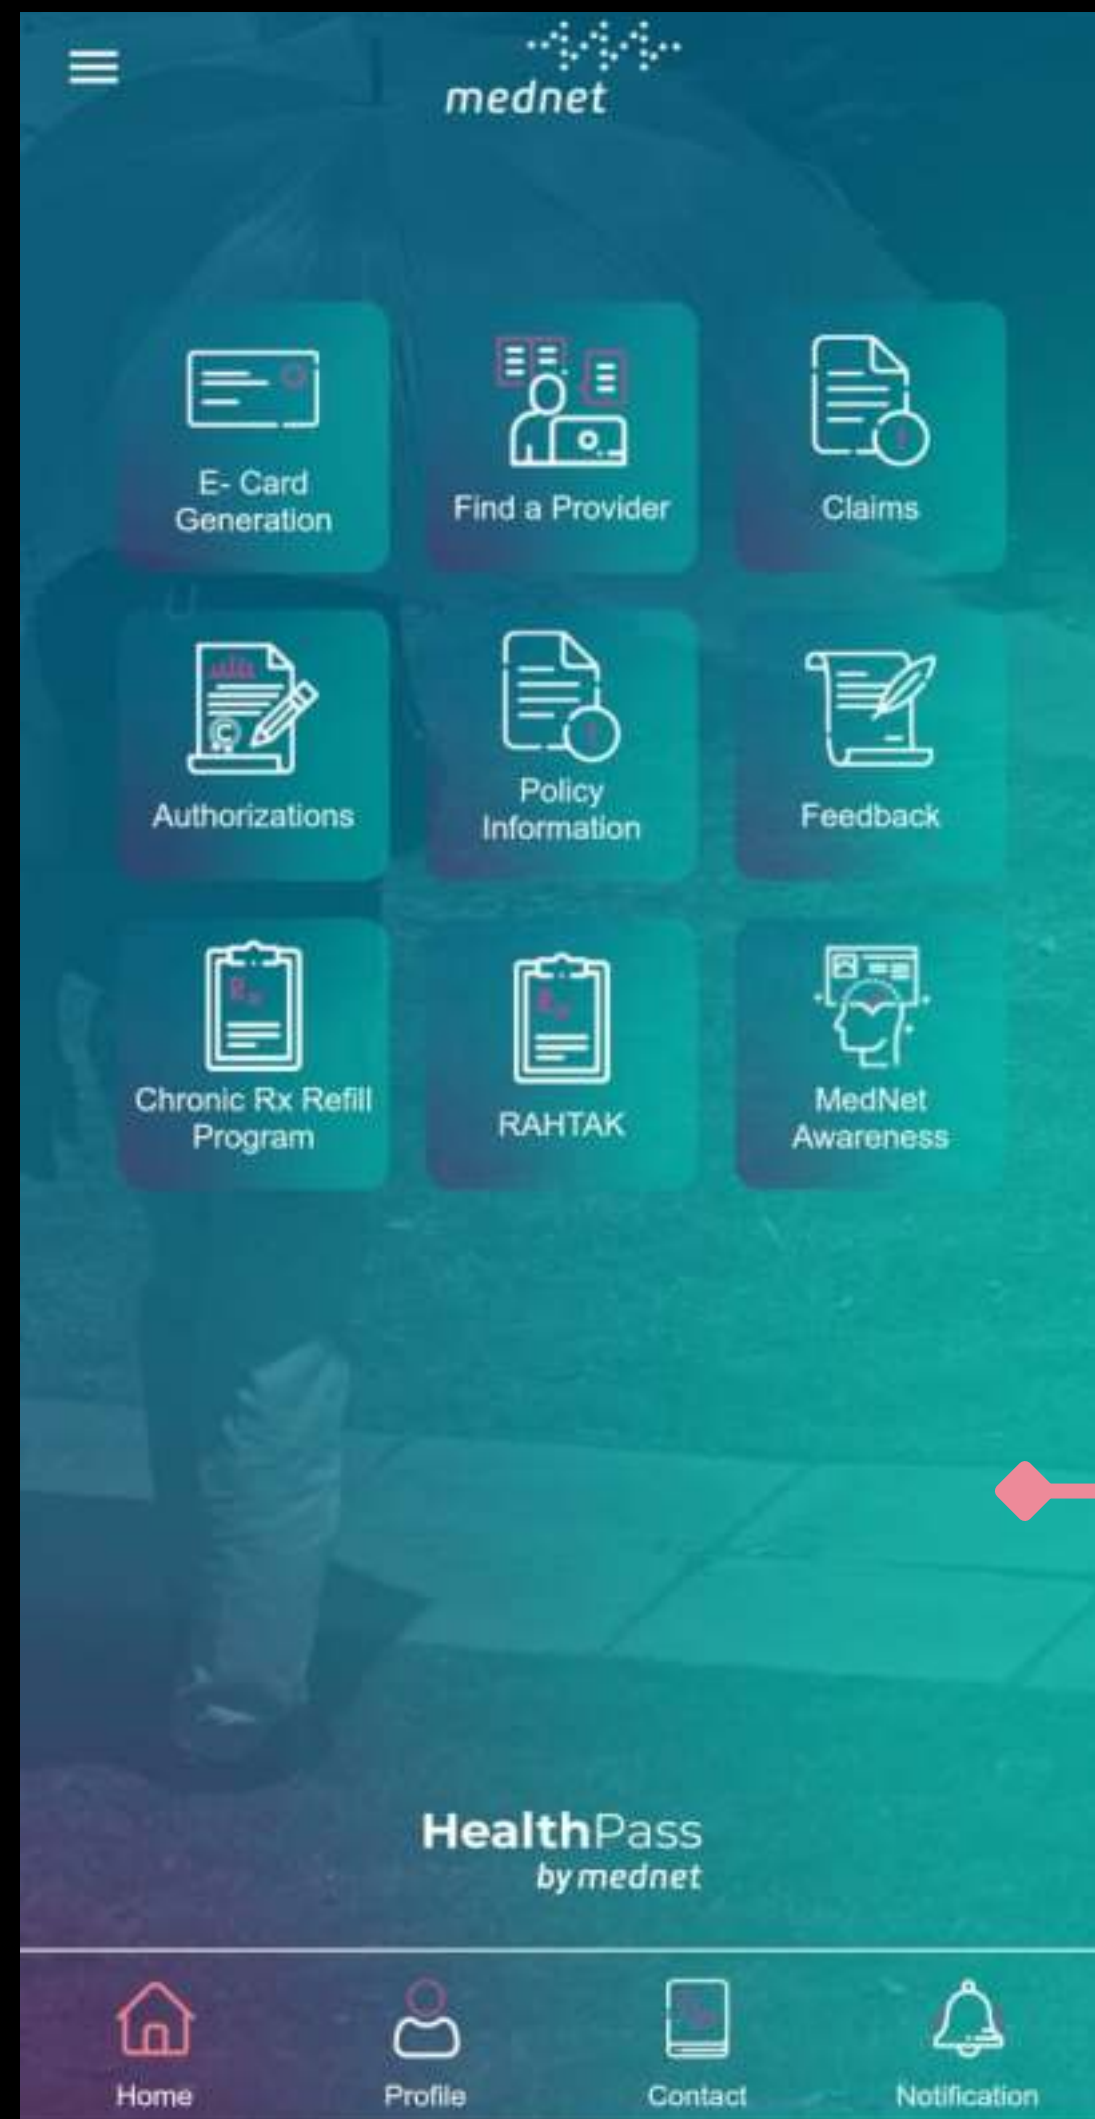 mednet
E- Card
Generation
Find a Provider
Claims
Authorizations
Policy
Information
Feedback
Chronic Rx Refill
Program
RAHTAK
MedNet
Awareness
HealthPass
by mednet
Home
Profile
Contact
Notification